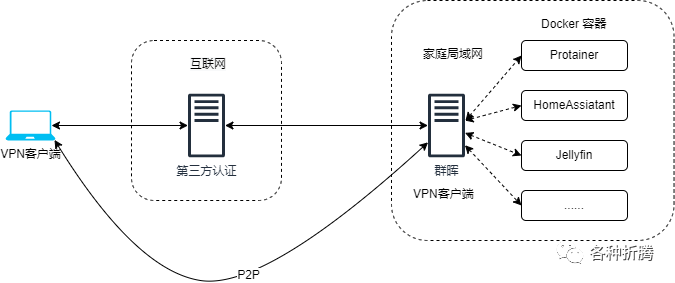 Docker 容器
互联网
家庭局域网
Protainer
HomeAssiatant
VPN客户端
第三方认证
群晖
Jellyfin
VPN客户端
......
P2P
各种折腾